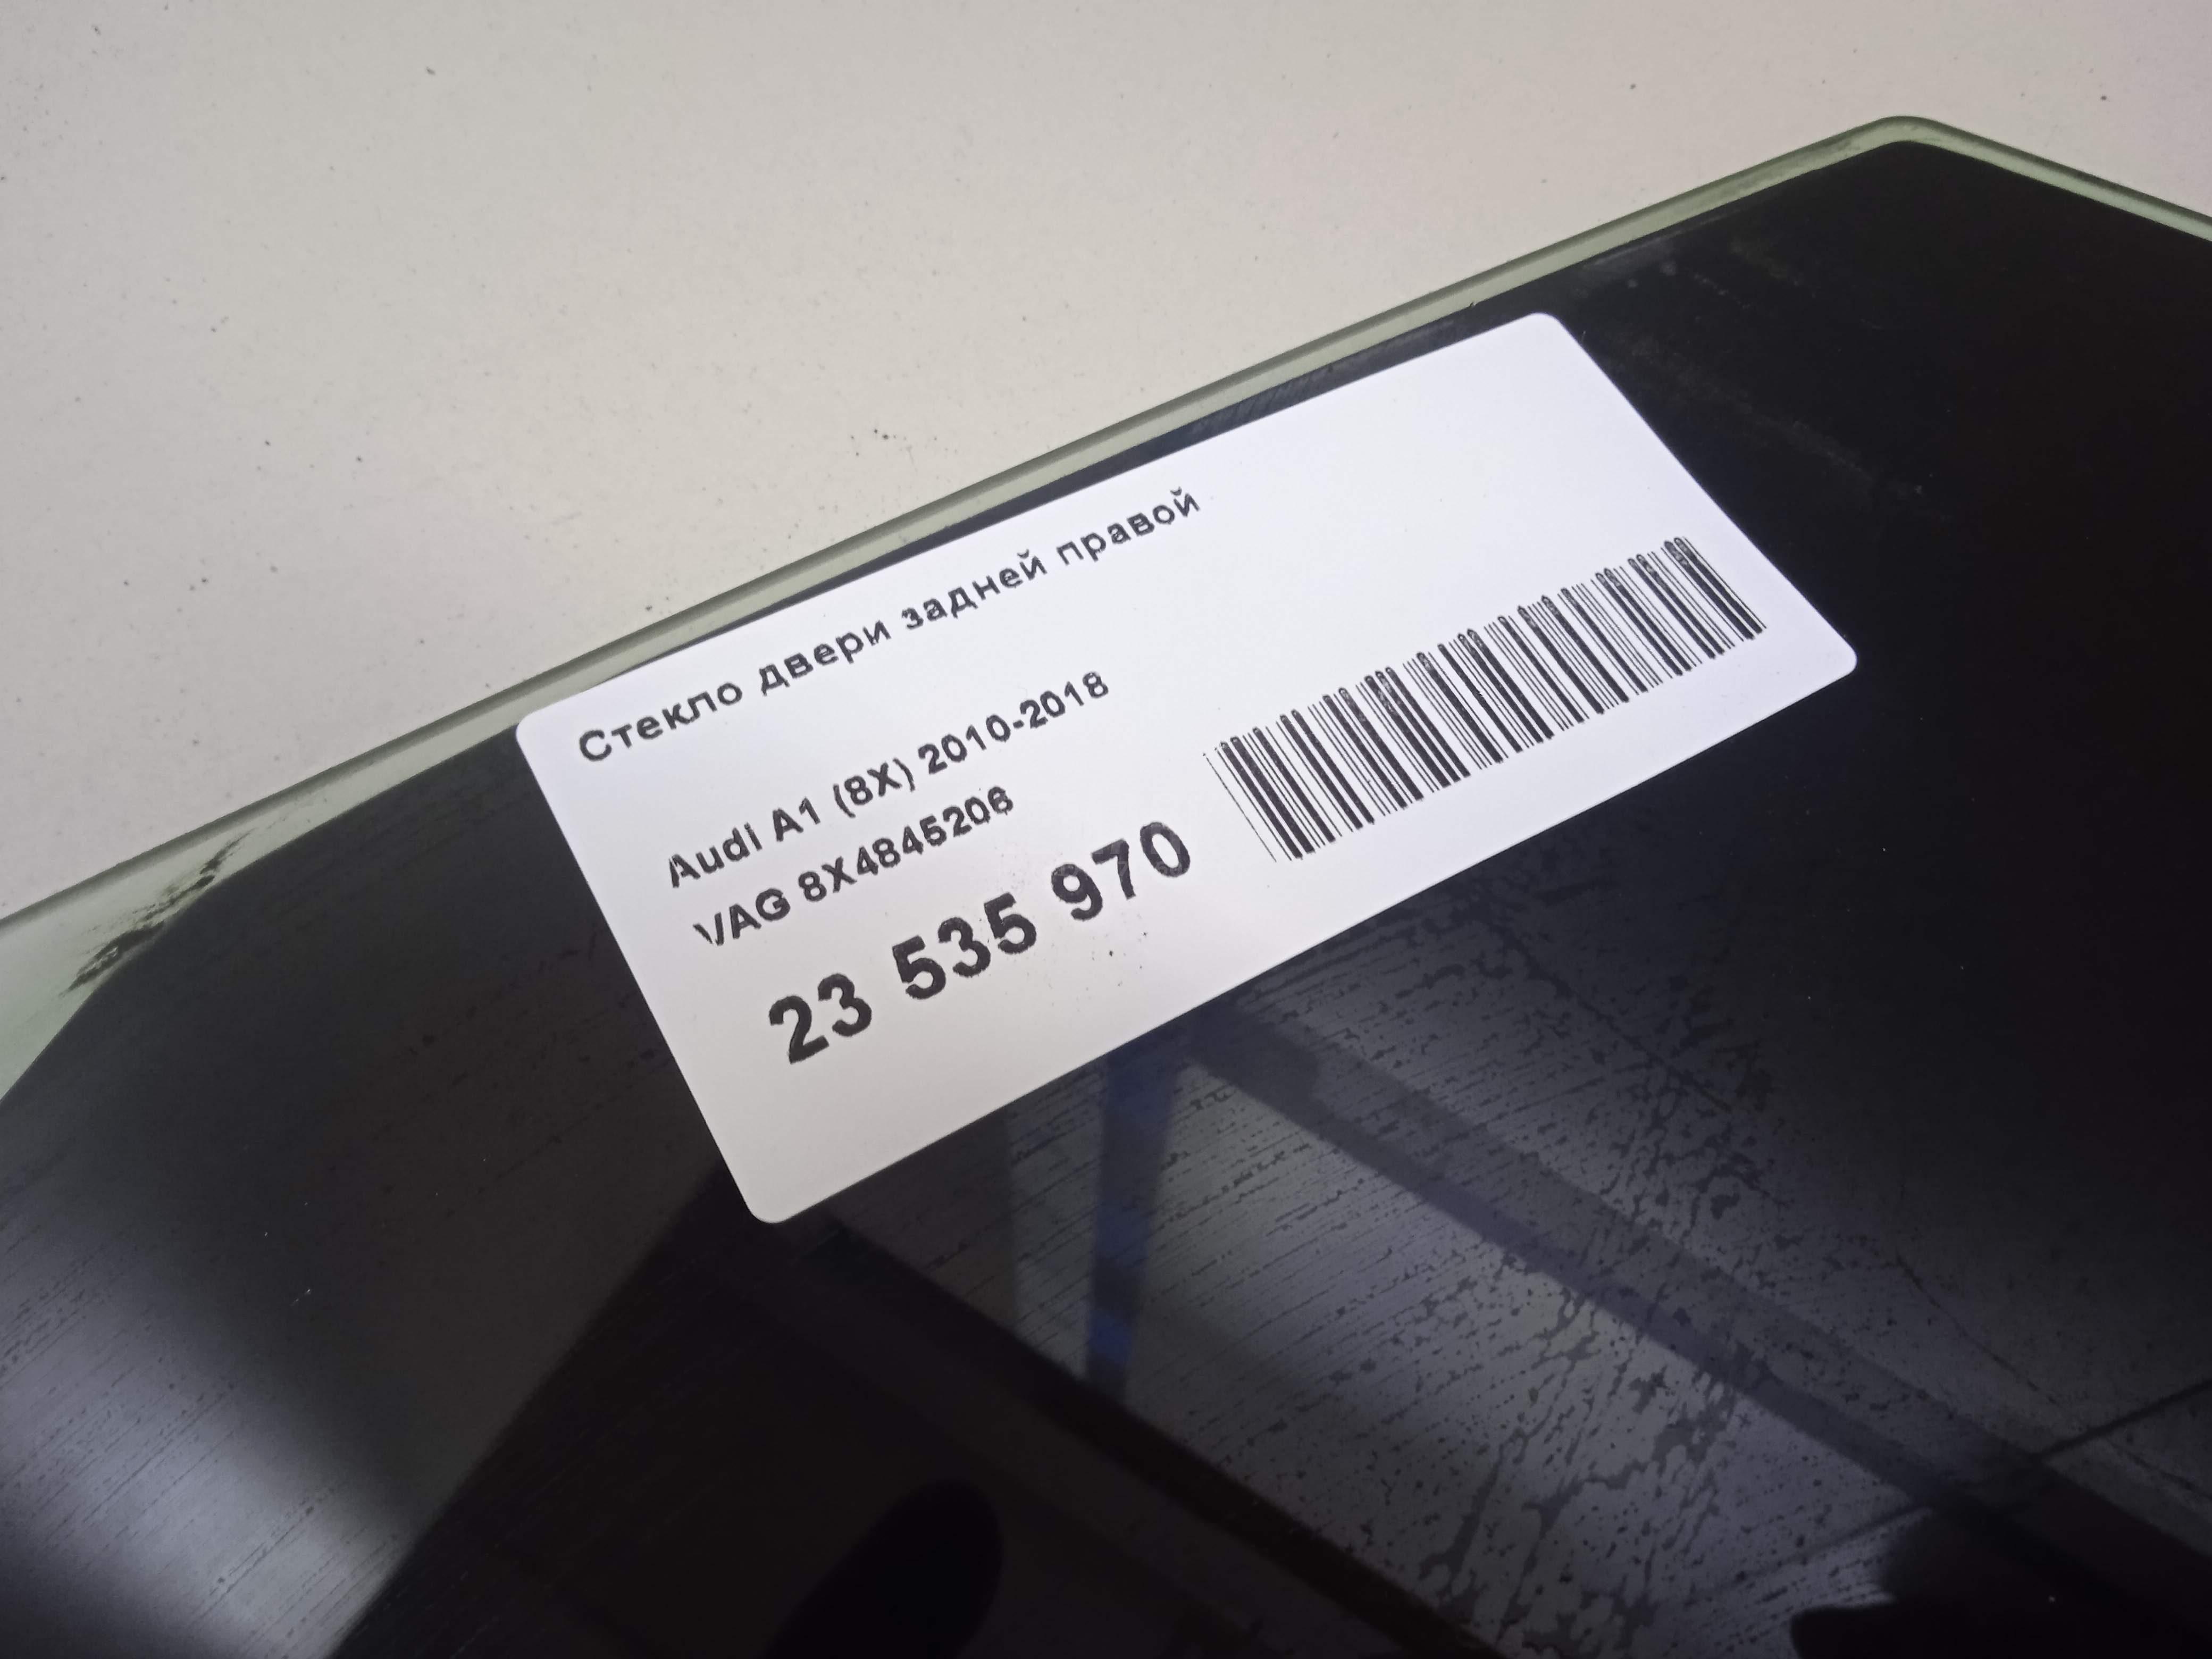 Стекло двери задней правой
Audi A1 (8X) 2010-2018
VAG 8X4845206
23 535 970